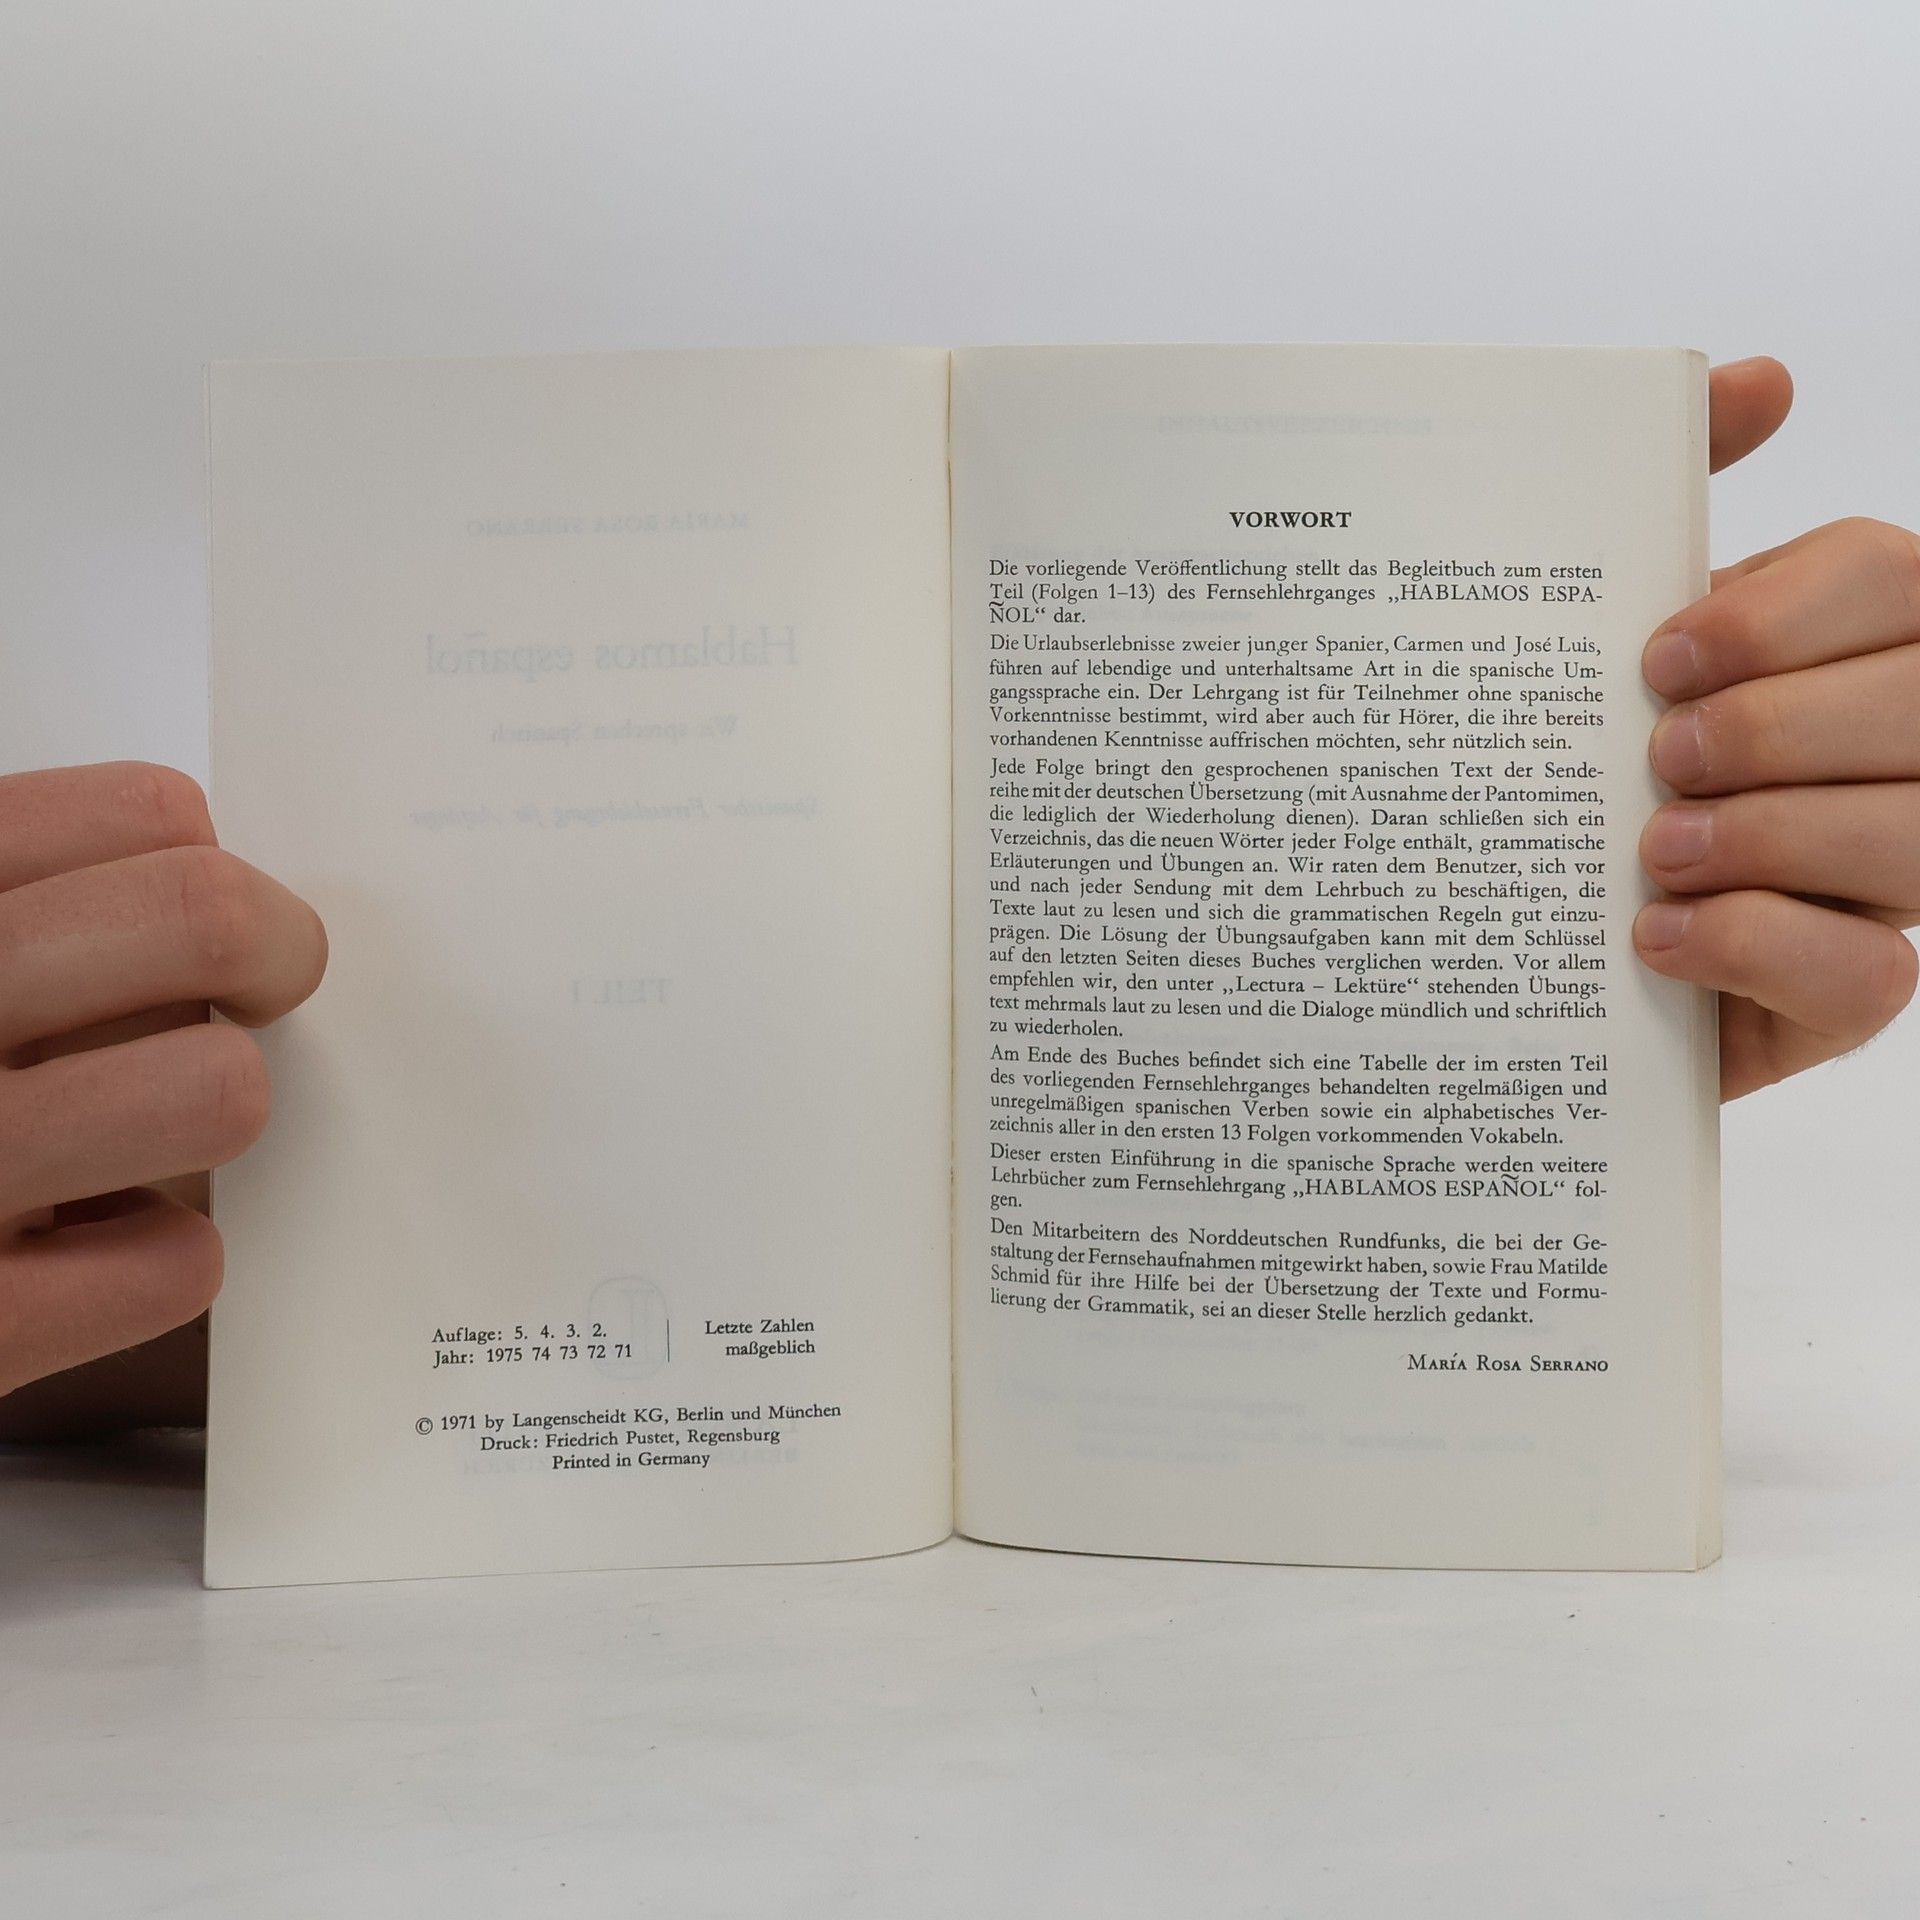 Auflage: 5. 4. 3. 2.
Jahr: 1975 74 73 72 71
Letzte Zahlen
maßgeblich
© 1971 by Langenscheidt KG, Berlin und München
Druck: Friedrich Pustet, Regensburg
Printed in Germany
VORWORT
Die vorliegende Veröffentlichung stellt das Begleitbuch zum ersten
Teil (Folgen 1–13) des Fernsehlehrganges „HABLAMOS ESPA-
ÑOL“ dar.
Die Urlaubserlebnisse zweier junger Spanier, Carmen und José Luis,
führen auf lebendige und unterhaltsame Art in die spanische Um-
gangssprache ein. Der Lehrgang ist für Teilnehmer ohne spanische
Vorkenntnisse bestimmt, wird aber auch für Hörer, die ihre bereits
vorhandenen Kenntnisse auffrischen möchten, sehr nützlich sein.
Jede Folge bringt den gesprochenen spanischen Text der Sende-
reihe mit der deutschen Übersetzung (mit Ausnahme der Pantomimen,
die lediglich der Wiederholung dienen). Daran schließen sich ein
Verzeichnis, das die neuen Wörter jeder Folge enthält, grammatische
Erläuterungen und Übungen an. Wir raten dem Benutzer, sich vor
und nach jeder Sendung mit dem Lehrbuch zu beschäftigen, die
Texte laut zu lesen und sich die grammatischen Regeln gut einzu-
prägen. Die Lösung der Übungsaufgaben kann mit dem Schlüssel
auf den letzten Seiten dieses Buches verglichen werden. Vor allem
empfehlen wir, den unter „Lectura – Lektüre“ stehenden Übungs-
text mehrmals laut zu lesen und die Dialoge mündlich und schriftlich
zu wiederholen.
Am Ende des Buches befindet sich eine Tabelle der im ersten Teil
des vorliegenden Fernsehlehrganges behandelten regelmäßigen und
unregelmäßigen spanischen Verben sowie ein alphabetisches Ver-
zeichnis aller in den ersten 13 Folgen vorkommenden Vokabeln.
Dieser ersten Einführung in die spanische Sprache werden weitere
Lehrbücher zum Fernsehlehrgang „HABLAMOS ESPAÑOL“ fol-
gen.
Den Mitarbeitern des Norddeutschen Rundfunks, die bei der Ge-
staltung der Fernsehaufnahmen mitgewirkt haben, sowie Frau Matilde
Schmid für ihre Hilfe bei der Übersetzung der Texte und Formu-
lierung der Grammatik, sei an dieser Stelle herzlich gedankt.
MARÍA ROSA SERRANO